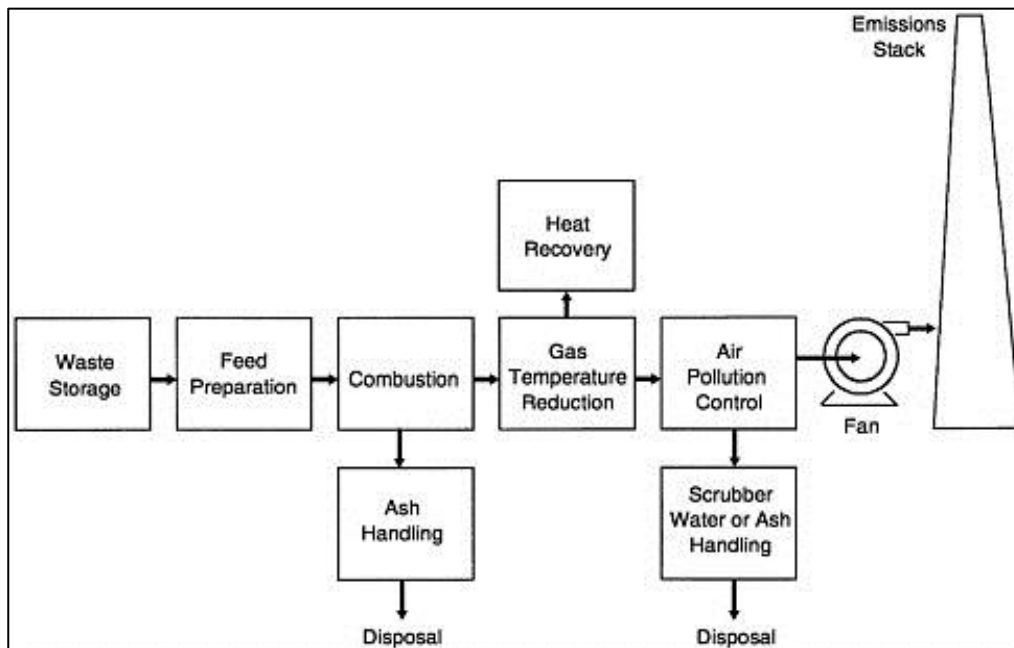 Emissions
Stack
Heat
Recovery
Waste
Storage
Feed
Preparation
Combustion
Gas
Temperature
Reduction
Air
Pollution
Control
Fan
Ash
Handling
Scrubber
Water or Ash
Handling
Disposal
Disposal